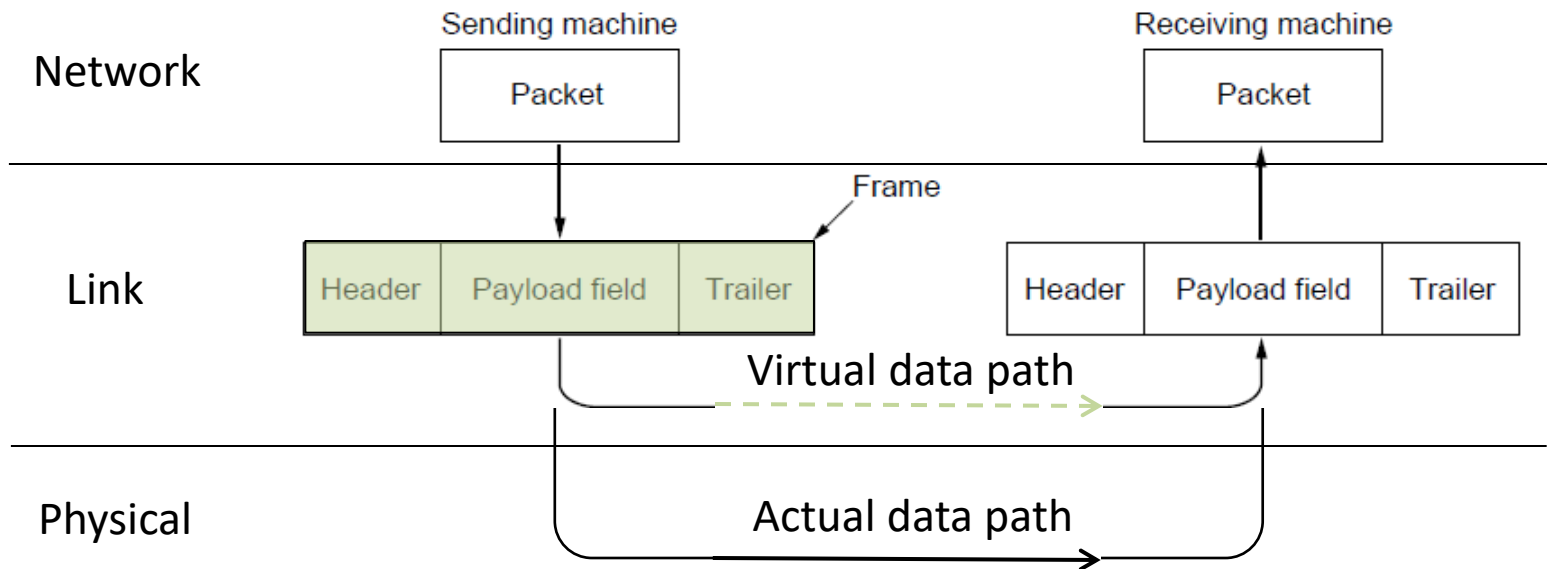 Sending machine
Receiving machine
Network
Packet
Packet
Frame
Link
Header
Payload field
Trailer
Header
Payload field
Trailer
Virtual data path
Physical
Actual data path